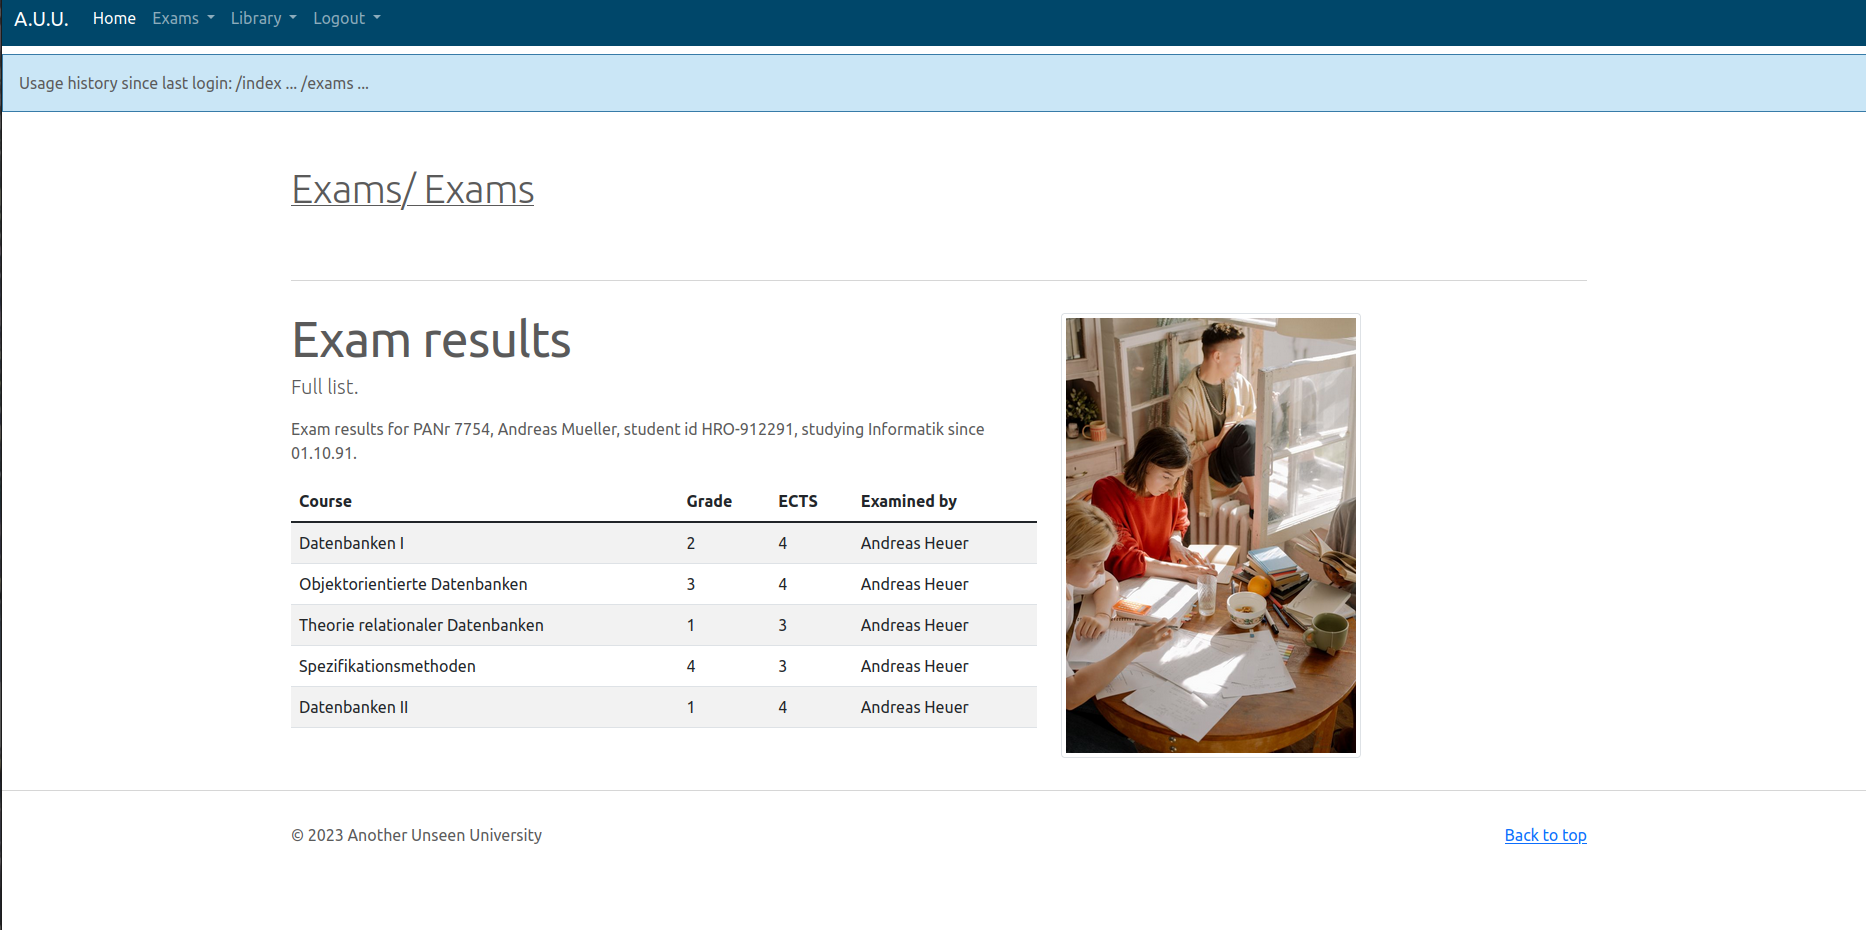 A.U.U. Home Exams Library Logout
Usage history since last login: /index ... /exams ...
Exams/ Exams
Exam results
Full list.
Exam results for PANr 7754, Andreas Mueller, student id HRO-912291, studying Informatik since
01.10.91.
Course Grade ECTS Examined by
Datenbanken I 2 4 Andreas Heuer
Objektorientierte Datenbanken 3 4 Andreas Heuer
Theorie relationaler Datenbanken 1 3 Andreas Heuer
Spezifikationsmethoden 4 3 Andreas Heuer
Datenbanken II 1 4 Andreas Heuer
© 2023 Another Unseen University Back to top